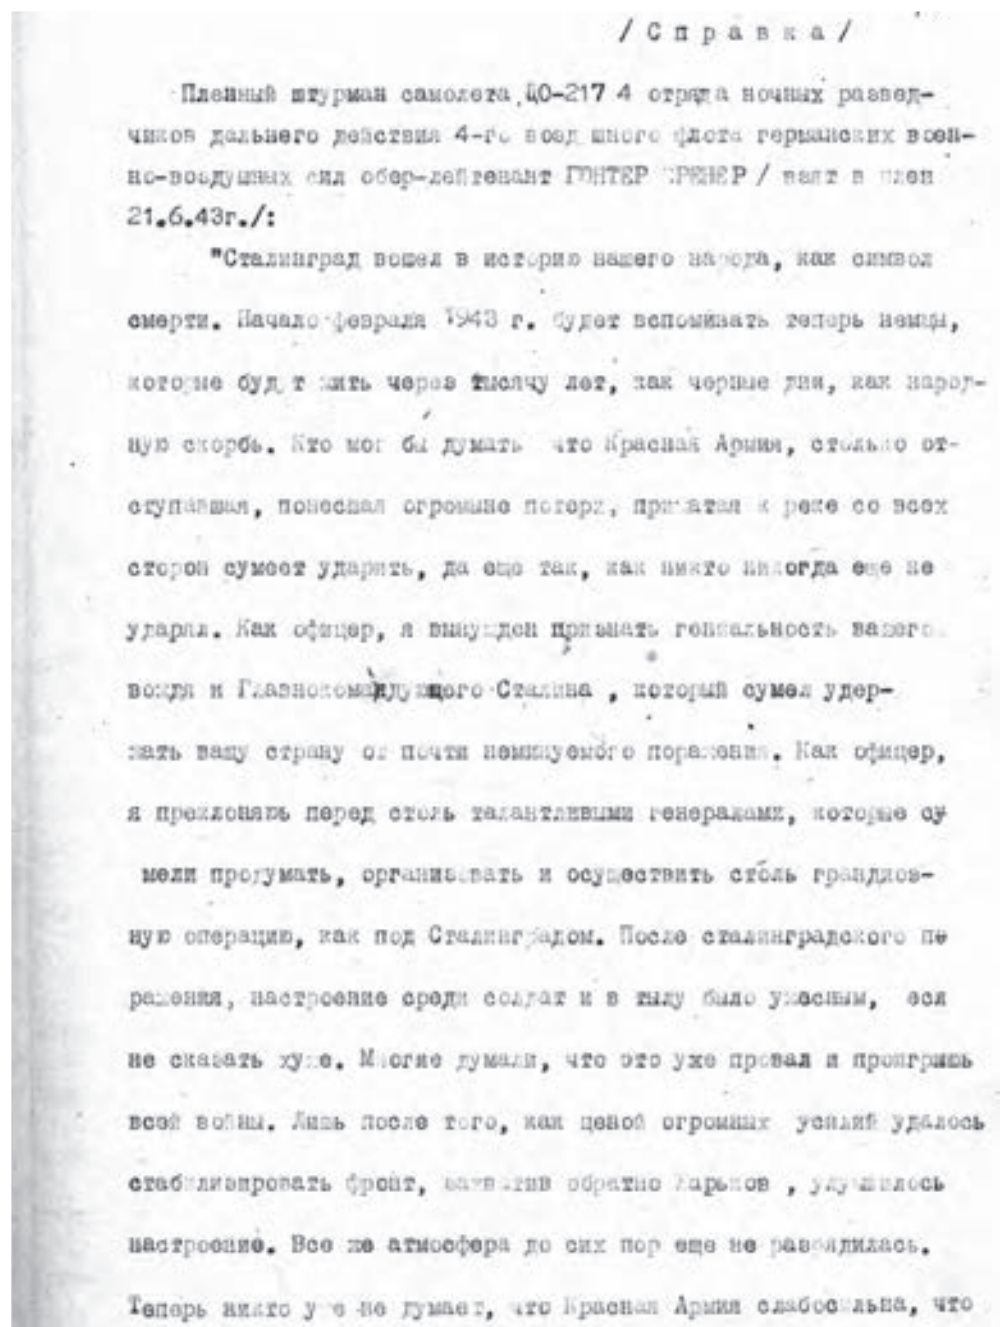 / С п р а в к а /
Пленный штурман самолета ДО-217 4 отряда ночных развед-
чиков дальнего действия 4-го воздушного флота германских воен-
но-воздушных сил обер-лейтенант ГЮНТЕР / взят в плен
21.6.43г./:
"Сталинград вошел в историю нашего народа, как символ
смерти. Начало февраля 1943 г. будет вспоминать теперь немцы,
которые будут жить через тысячу лет, как черные дни, как народ-
ную скорбь. Кто мог бы думать что Красная Армия, столько от-
ступавшая, понесшая огромные потери, прижатая к реке со всех
сторон сумеет ударить, да еще так, как никто никогда еще не
ударял. Как офицер, я вынужден признать гениальность вашего
вождя и Главнокомандующего Сталина , который сумел удер-
жать вашу страну от почти неминуемого поражения. Как офицер,
я преклоняюсь перед столь талантливыми генералами, которые су
мели продумать, организовать и осуществить столь грандиоз-
ную операцию, как под Сталинградом. После сталинградского по
ражения, настроение среди солдат и в тылу было ужасным, если
не сказать хуже. Многие думали, что это уже провал и проигрышь
всей войны. Лишь после того, как ценой огромных усилий удалось
стабилизировать фронт, захватив обратно Харьков , улучшилось
настроение. Все же атмосфера до сих пор еще не разрядилась.
Теперь никто уже не думает, что Красная Армия слабосильна, что